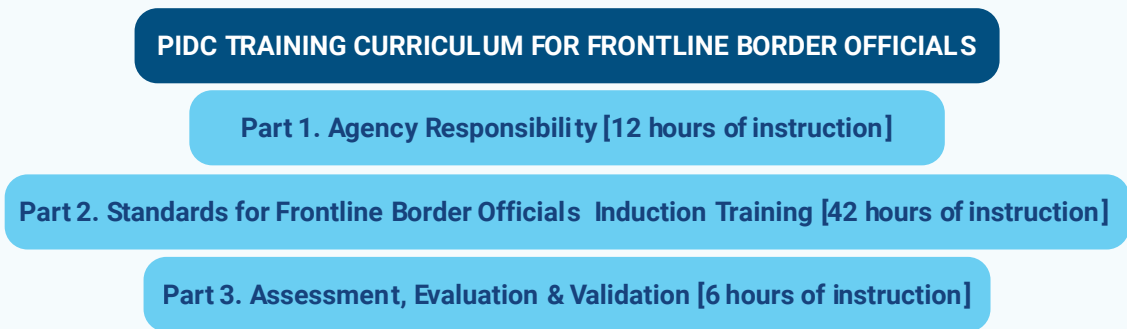 PIDC TRAINING CURRICULUM FOR FRONTLINE BORDER OFFICIALS
Part 1. Agency Responsibility [12 hours of instruction]
Part 2. Standards for Frontline Border Officials Induction Training [42 hours of instruction]
Part 3. Assessment, Evaluation & Validation [6 hours of instruction]